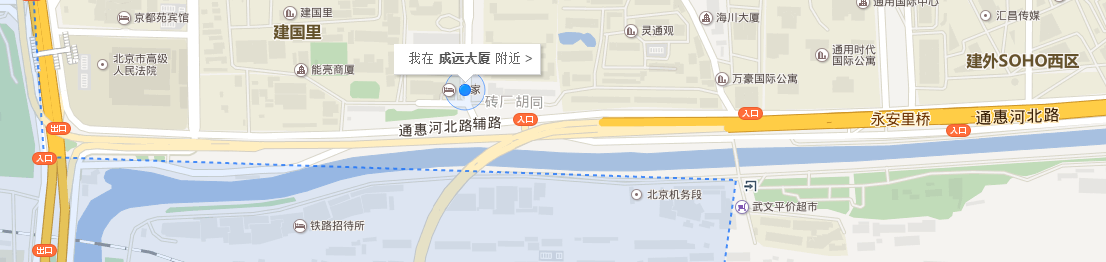 京都苑宾馆
建国里
建国里
灵通观
海川大厦
通用国际中心
汇昌传媒
北京市高级
人民法院
能亮商厦
我在 成远大厦 附近 >
家
砖厂胡同
万豪国际公寓
通用时代
国际公寓
建外SOHO西区
出口
入口
通惠河北路辅路
入口
入口
永安里桥
入口
通惠河北路
北京机务段
武文平价超市
铁路招待所
出口